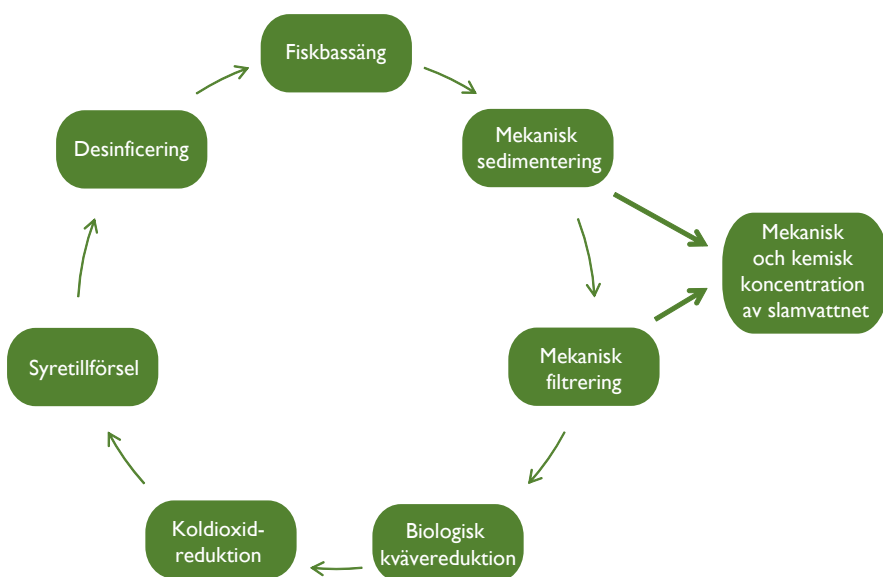 Fiskbassäng
Mekanisk
sedimentering
Mekanisk
och kemisk
koncentration
av slamvattnet
Mekanisk
filtrering
Biologisk
kvävereduktion
Koldioxid-
reduktion
Syretillförsel
Desinficering